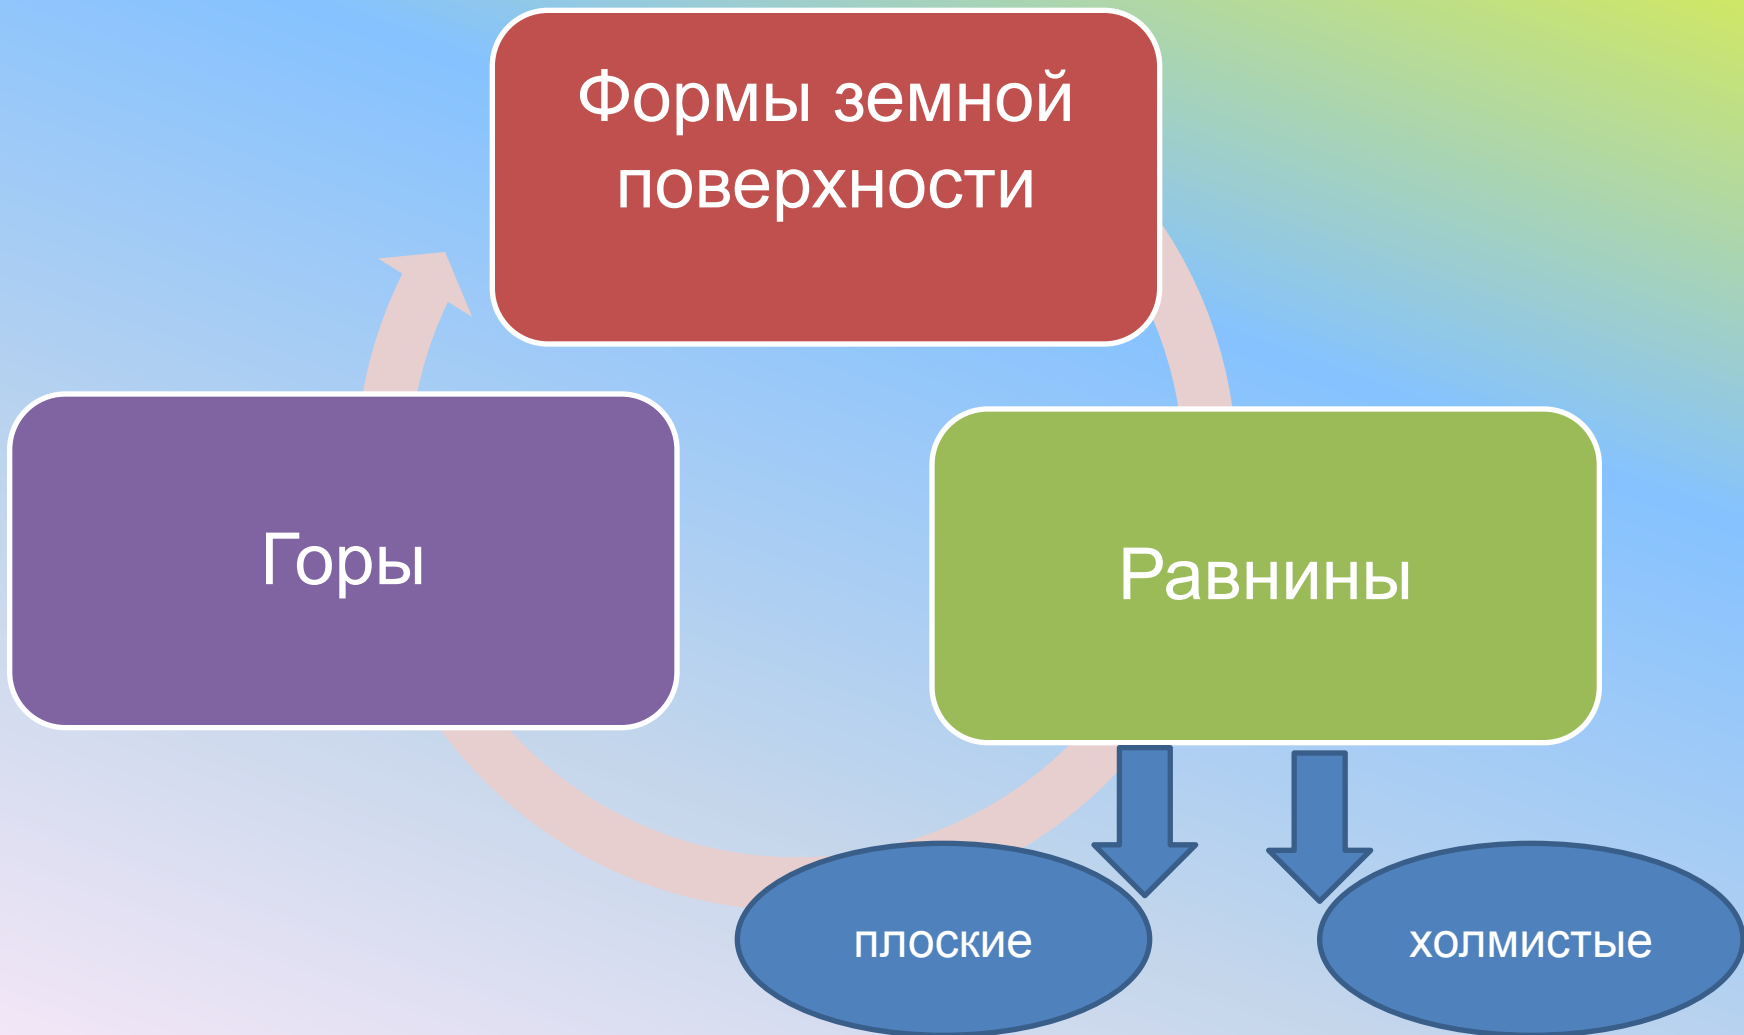 Формы земной
поверхности
Горы
Равнины
плоские
холмистые